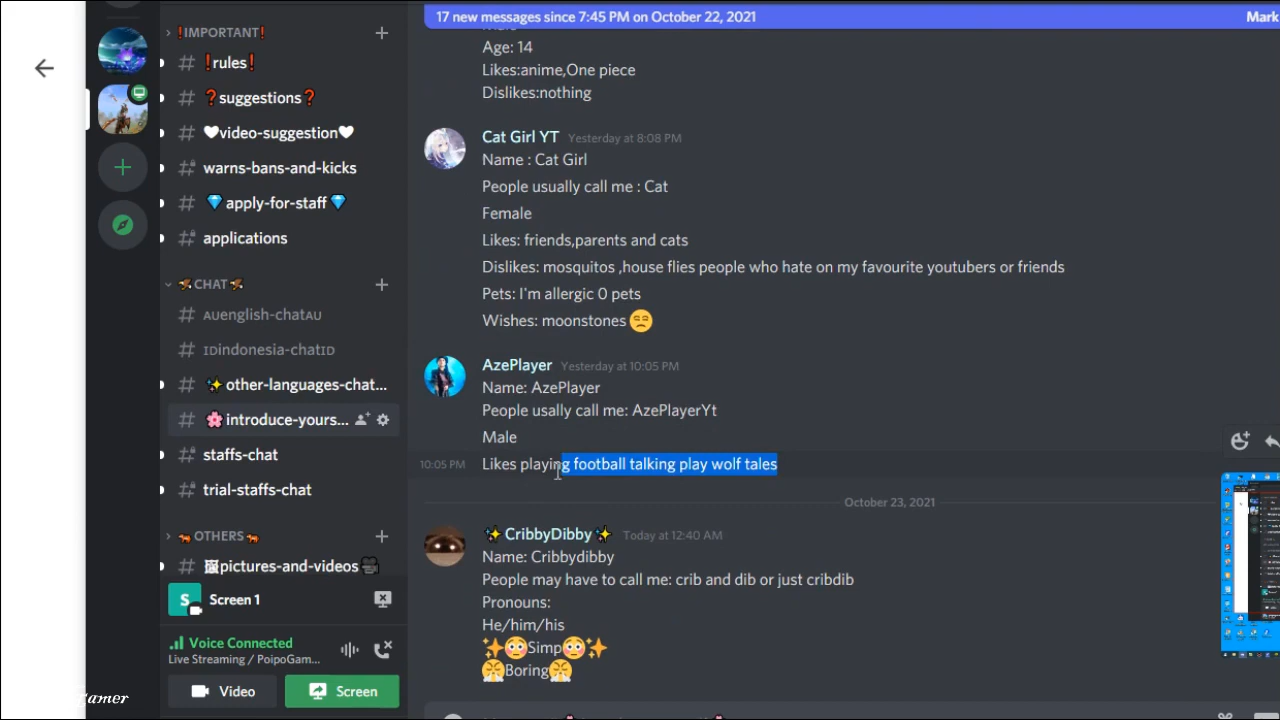 17 new messages since 7:45 PM on October 22, 2021
Mark
❗IMPORTANT❗
❗rules❗
❓suggestions❓
🤍video-suggestion🤍
warns-bans-and-kicks
💎apply-for-staff💎
applications
CHAT
AUenglish-chatAU
IDindonesia-chatID
✨other-languages-chat...
🌸introduce-yours...
staffs-chat
trial-staffs-chat
OTHERS
🖼pictures-and-videos🎥
S Screen 1
Voice Connected
Live Streaming / PoipoGam...
Video
Screen
Age: 14
Likes:anime,One piece
Dislikes:nothing
Cat Girl YT Yesterday at 8:08 PM
Name : Cat Girl
People usually call me : Cat
Female
Likes: friends,parents and cats
Dislikes: mosquitos ,house flies people who hate on my favourite youtubers or friends
Pets: I'm allergic 0 pets
Wishes: moonstones😒
AzePlayer Yesterday at 10:05 PM
Name: AzePlayer
People usally call me: AzePlayerYt
Male
10:05 PM Likes playing football talking play wolf tales
October 23, 2021
✨CribbyDibby✨ Today at 12:40 AM
Name: Cribbydibby
People may have to call me: crib and dib or just cribdib
Pronouns:
He/him/his
✨😳Simp😳✨
😤Boring😤